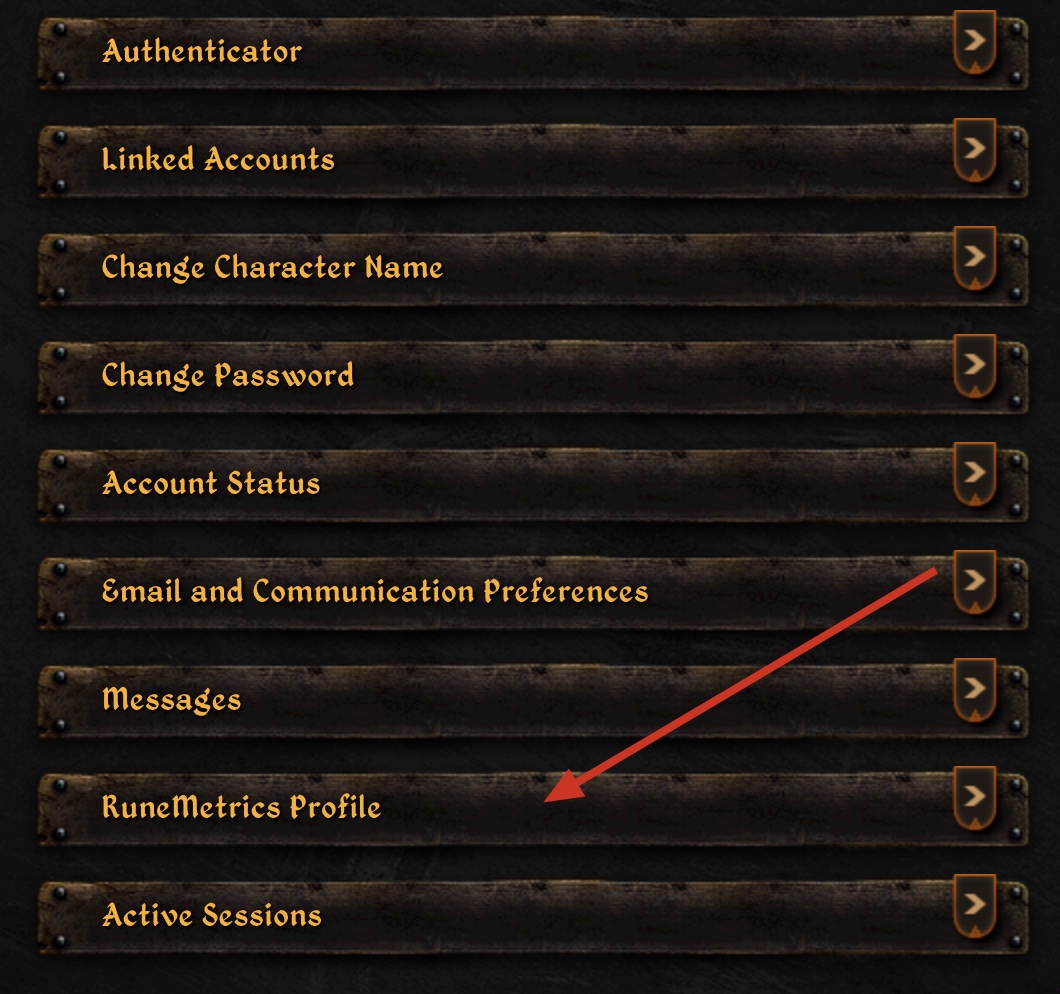 Authenticator
Linked Accounts
Change Character Name
Change Password
Account Status
Email and Communication Preferences
Messages
RuneMetrics Profile
Active Sessions